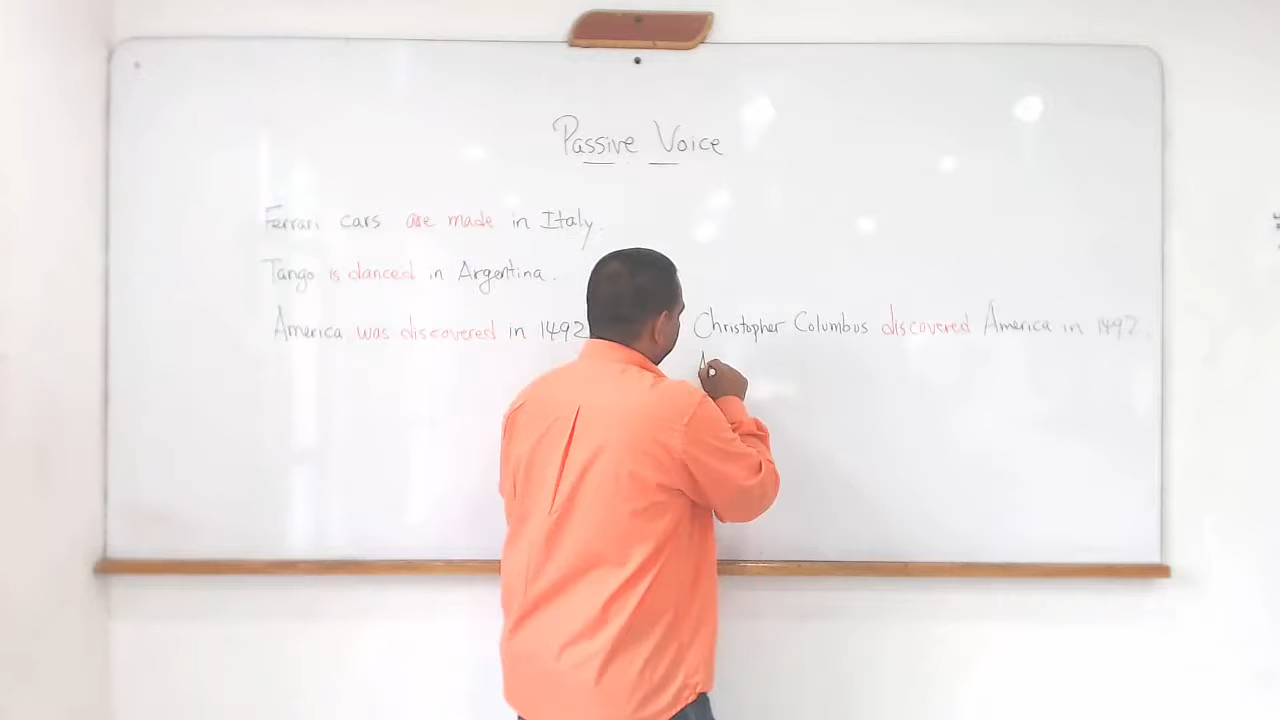 Passive Voice
Ferrari cars are made in Italy.
Tango is danced in Argentina.
America was discovered in 1492
Christopher Columbus discovered America in 1492.
A